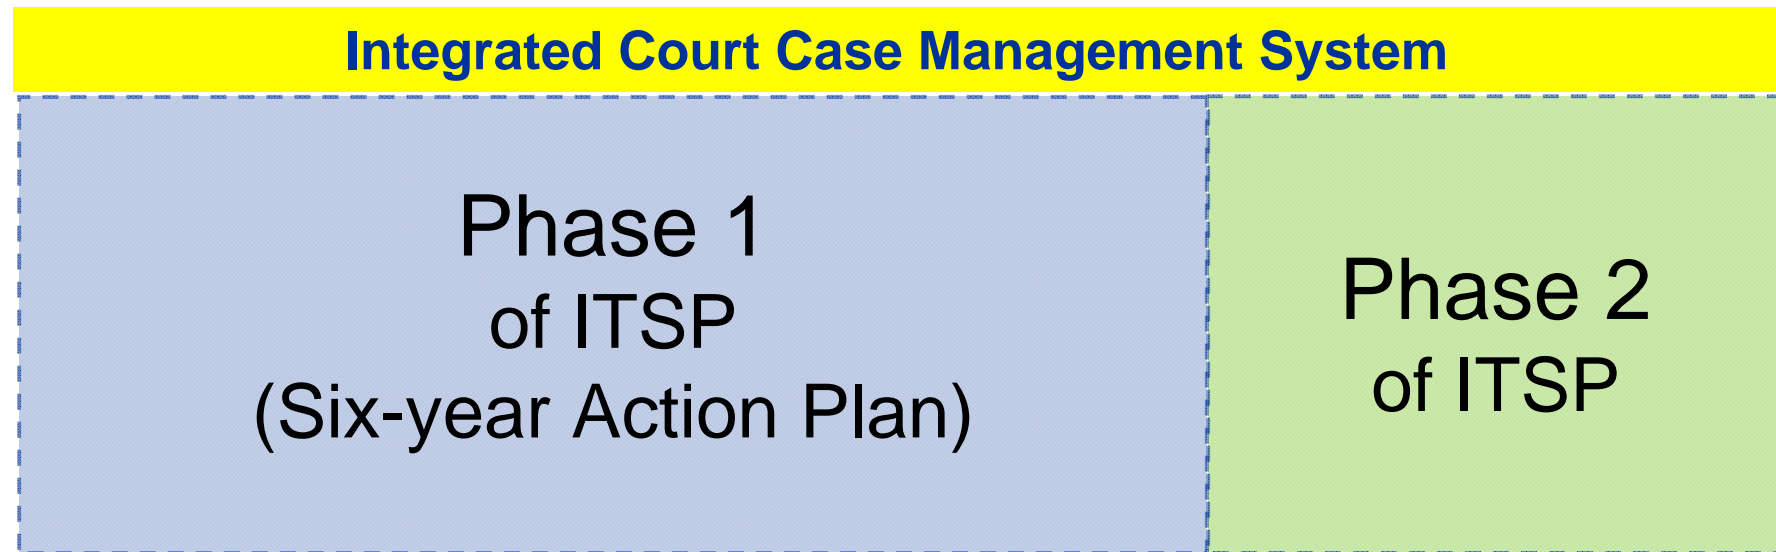 Integrated Court Case Management System
Phase 1
of ITSP
(Six-year Action Plan)
Phase 2
of ITSP